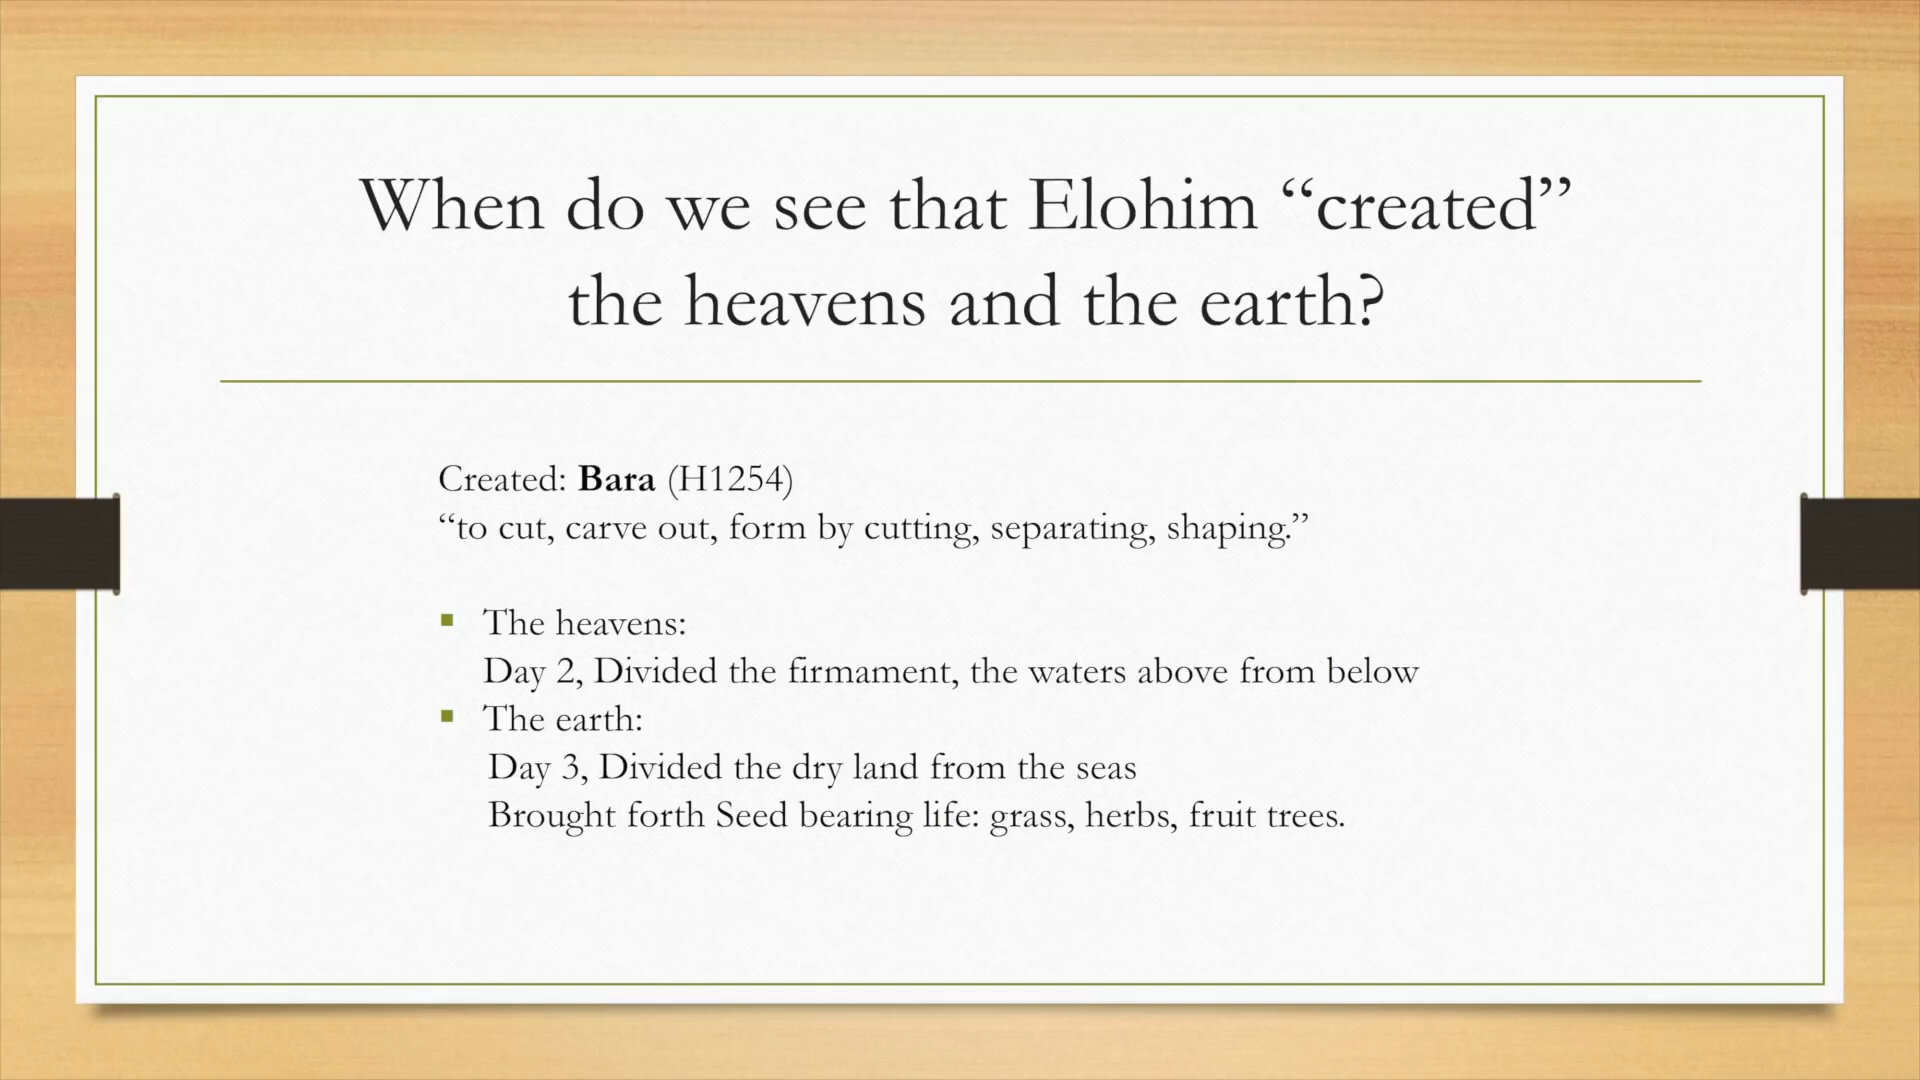 When do we see that Elohim “created”
the heavens and the earth?
Created: Bara (H1254)
“to cut, carve out, form by cutting, separating, shaping.”
The heavens:
Day 2, Divided the firmament, the waters above from below
The earth:
Day 3, Divided the dry land from the seas
Brought forth Seed bearing life: grass, herbs, fruit trees.